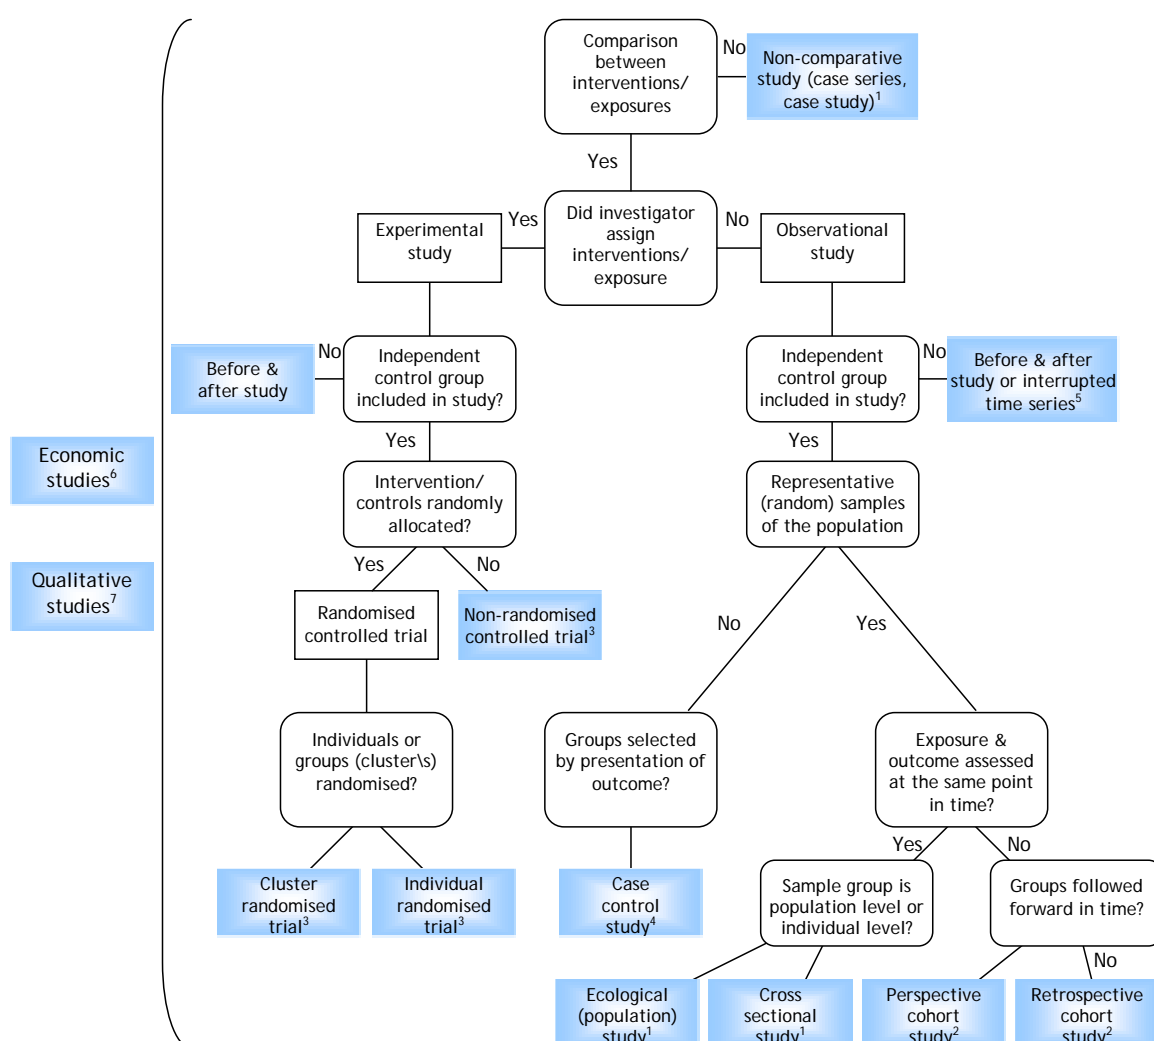 Comparison
between
interventions/
exposures
No
Non-comparative
study (case series,
case study)1
Yes
Did investigator
assign
interventions/
exposure
Yes
No
Experimental
study
Observational
study
Independent
control group
included in study?
No
Before &
after study
Independent
control group
included in study?
No
Before & after
study or interrupted
time series5
Yes
Yes
Economic
studies6
Qualitative
studies7
Intervention/
controls randomly
allocated?
Representative
(random) samples
of the population
Yes
No
Randomised
controlled trial
Non-randomised
controlled trial3
No
Yes
Individuals or
groups (cluster\s)
randomised?
Groups selected
by presentation of
outcome?
Exposure &
outcome assessed
at the same point
in time?
Yes
No
Cluster
randomised
trial3
Individual
randomised
trial3
Case
control
study4
Sample group is
population level or
individual level?
Groups followed
forward in time?
No
Ecological
(population)
study1
Cross
sectional
study1
Perspective
cohort
study2
Retrospective
cohort
study2